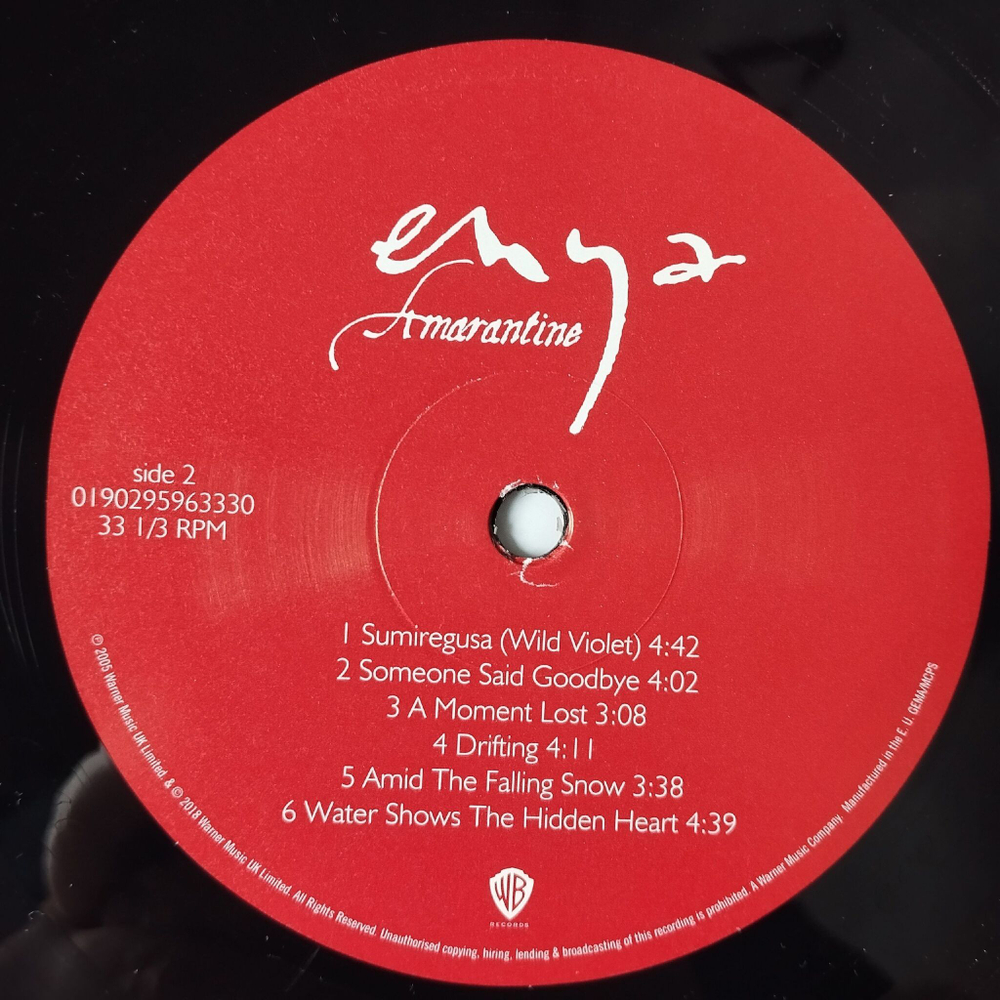 enya
Amarantine
side 2
0190295963330
33 1/3 RPM
1 Sumiregusa (Wild Violet) 4:42
2 Someone Said Goodbye 4:02
3 A Moment Lost 3:08
4 Drifting 4:11
5 Amid The Falling Snow 3:38
6 Water Shows The Hidden Heart 4:39
WB
RECORDS
℗ 2005 Warner Music UK Limited. & © 2018 Warner Music UK Limited. All Rights Reserved. Unauthorised copying, hiring, lending & broadcasting of this recording is prohibited. A Warner Music Company. Manufactured in the E. U. GEMA/MCPS